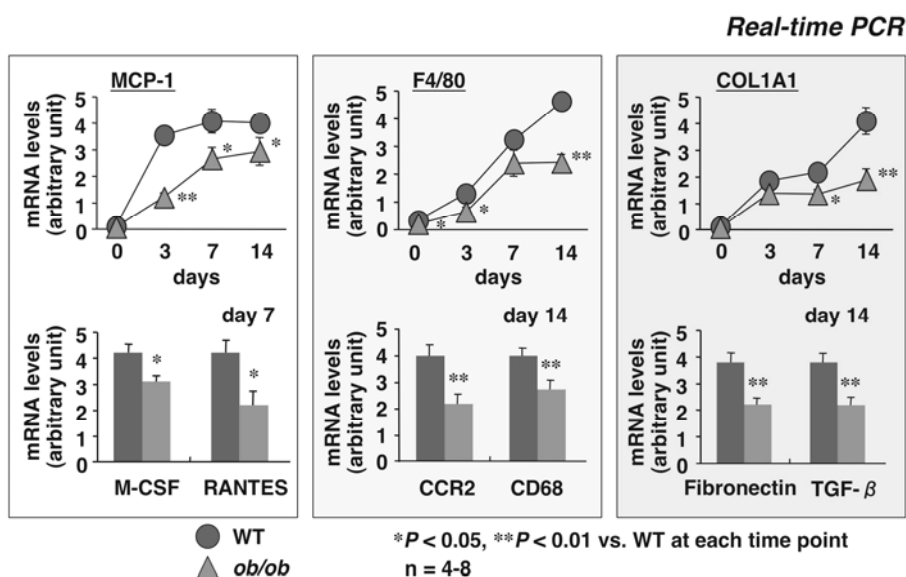 Real-time PCR
MCP-1
mRNA levels
(arbitrary unit)
5
4
3
2
1
0
**
*
*
0 3 7 14
days
day 7
mRNA levels
(arbitrary unit)
5
4
3
2
1
0
*
*
M-CSF RANTES
F4/80
mRNA levels
(arbitrary unit)
5
4
3
2
1
0
*
*
**
0 3 7 14
days
day 14
mRNA levels
(arbitrary unit)
5
4
3
2
1
0
**
**
CCR2 CD68
COL1A1
mRNA levels
(arbitrary unit)
5
4
3
2
1
0
*
**
0 3 7 14
days
day 14
mRNA levels
(arbitrary unit)
5
4
3
2
1
0
**
**
Fibronectin TGF-β
WT
ob/ob
*P < 0.05, **P < 0.01 vs. WT at each time point
n = 4-8